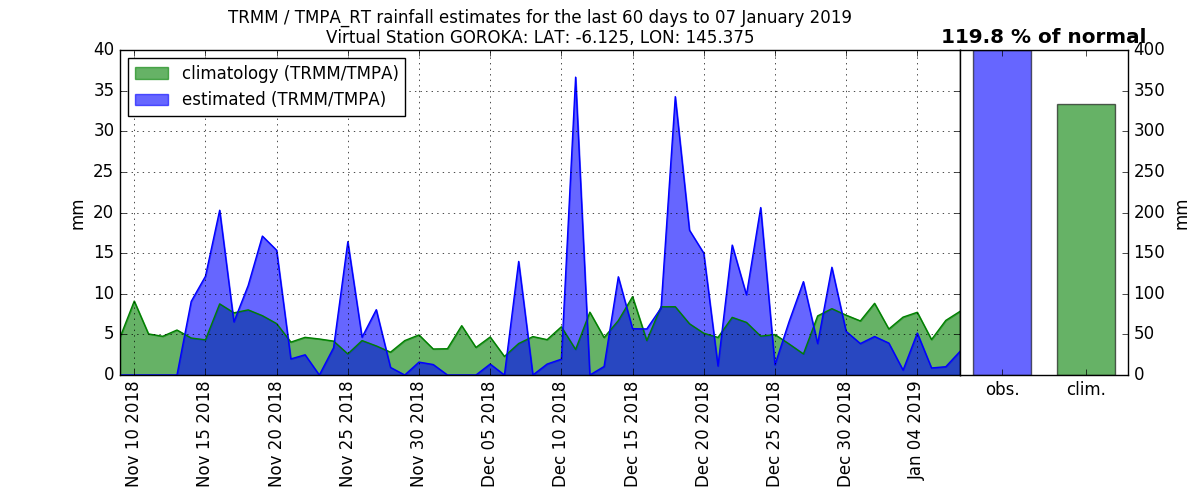 TRMM / TMPA_RT rainfall estimates for the last 60 days to 07 January 2019
Virtual Station GOROKA: LAT: -6.125, LON: 145.375
119.8 % of normal
climatology (TRMM/TMPA)
estimated (TRMM/TMPA)
40
35
30
25
20
15
10
5
0
mm
400
350
300
250
200
150
100
50
0
mm
Nov 10 2018
Nov 15 2018
Nov 20 2018
Nov 25 2018
Nov 30 2018
Dec 05 2018
Dec 10 2018
Dec 15 2018
Dec 20 2018
Dec 25 2018
Dec 30 2018
Jan 04 2019
obs.
clim.